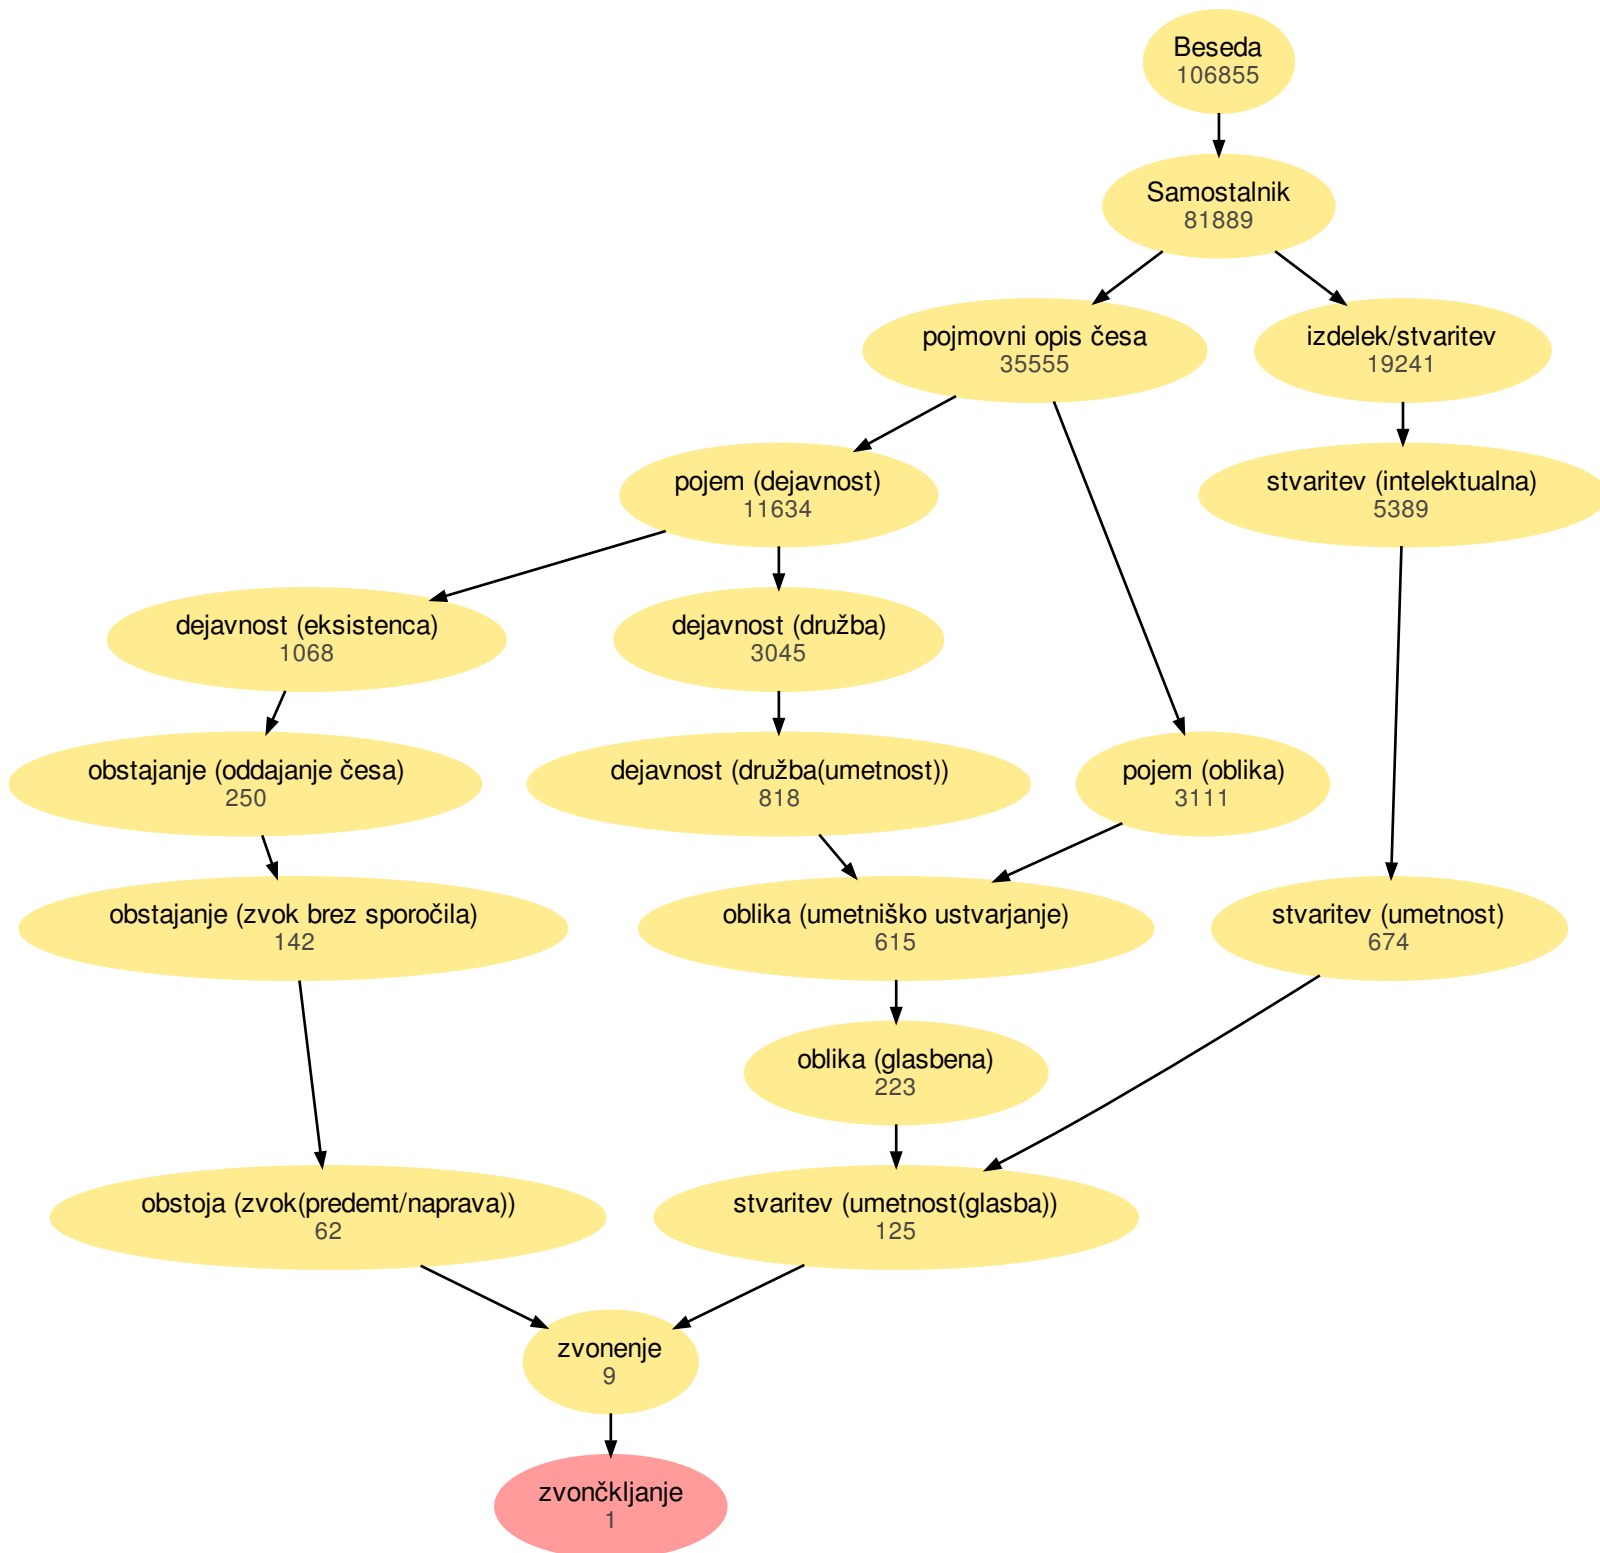 Beseda
106855
Samostalnik
81889
pojmovni opis česa
35555
izdelek/stvaritev
19241
pojem (dejavnost)
11634
stvaritev (intelektualna)
5389
dejavnost (eksistenca)
1068
dejavnost (družba)
3045
obstajanje (oddajanje česa)
250
dejavnost (družba(umetnost))
818
pojem (oblika)
3111
obstajanje (zvok brez sporočila)
142
oblika (umetniško ustvarjanje)
615
stvaritev (umetnost)
674
oblika (glasbena)
223
obstoja (zvok(predemt/naprava))
62
stvaritev (umetnost(glasba))
125
zvonenje
9
zvončkljanje
1